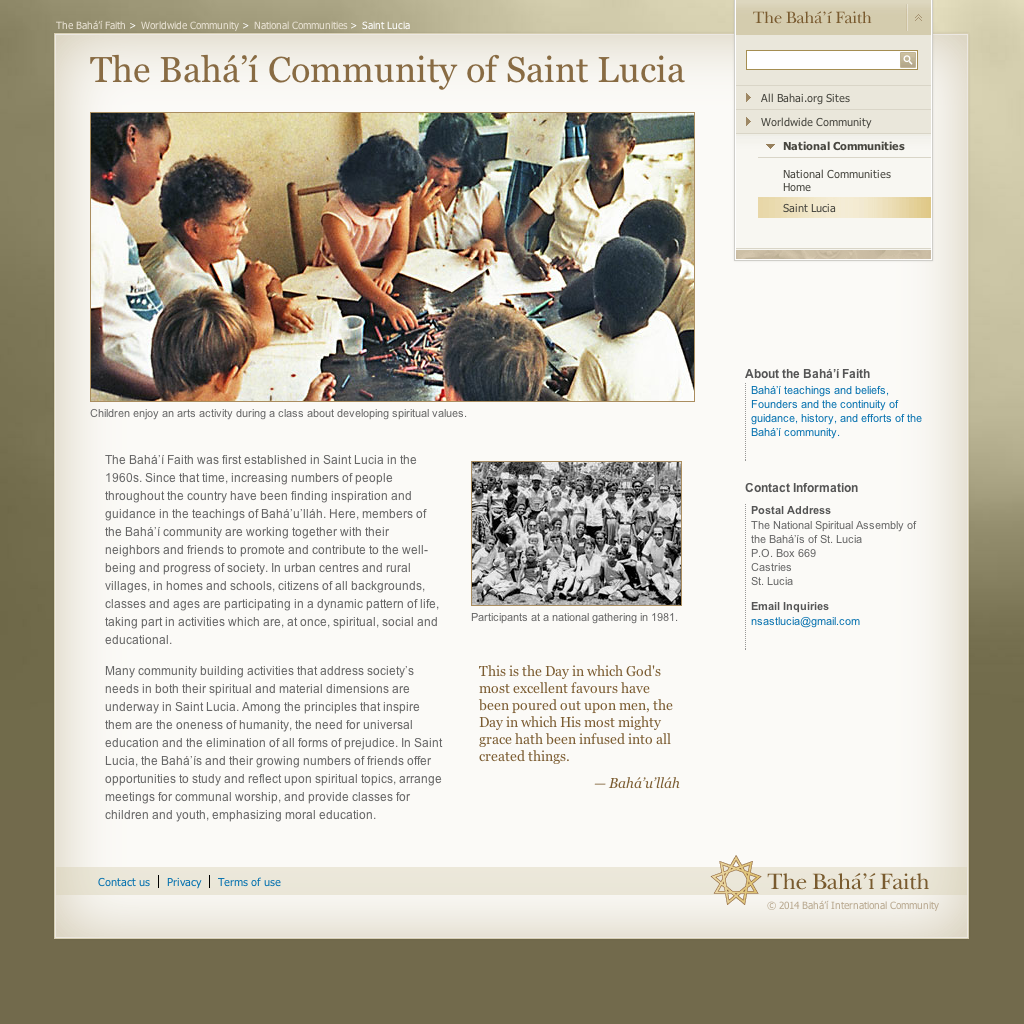 The Bahá’í Faith > Worldwide Community > National Communities > Saint Lucia
The Bahá’í Faith
The Bahá’í Community of Saint Lucia
All Bahai.org Sites
Worldwide Community
National Communities
National Communities
Home
Saint Lucia
Children enjoy an arts activity during a class about developing spiritual values.
The Bahá’í Faith was first established in Saint Lucia in the
1960s. Since that time, increasing numbers of people
throughout the country have been finding inspiration and
guidance in the teachings of Bahá’u’lláh. Here, members of
the Bahá’í community are working together with their
neighbors and friends to promote and contribute to the well-
being and progress of society. In urban centres and rural
villages, in homes and schools, citizens of all backgrounds,
classes and ages are participating in a dynamic pattern of life,
taking part in activities which are, at once, spiritual, social and
educational.
Many community building activities that address society’s
needs in both their spiritual and material dimensions are
underway in Saint Lucia. Among the principles that inspire
them are the oneness of humanity, the need for universal
education and the elimination of all forms of prejudice. In Saint
Lucia, the Bahá’ís and their growing numbers of friends offer
opportunities to study and reflect upon spiritual topics, arrange
meetings for communal worship, and provide classes for
children and youth, emphasizing moral education.
Participants at a national gathering in 1981.
This is the Day in which God's
most excellent favours have
been poured out upon men, the
Day in which His most mighty
grace hath been infused into all
created things.
— Bahá’u’lláh
About the Bahá’í Faith
Bahá’í teachings and beliefs,
Founders and the continuity of
guidance, history, and efforts of the
Bahá’í community.
Contact Information
Postal Address
The National Spiritual Assembly of
the Bahá’ís of St. Lucia
P.O. Box 669
Castries
St. Lucia
Email Inquiries
nsastlucia@gmail.com
Contact us | Privacy | Terms of use
The Bahá’í Faith
© 2014 Bahá’í International Community